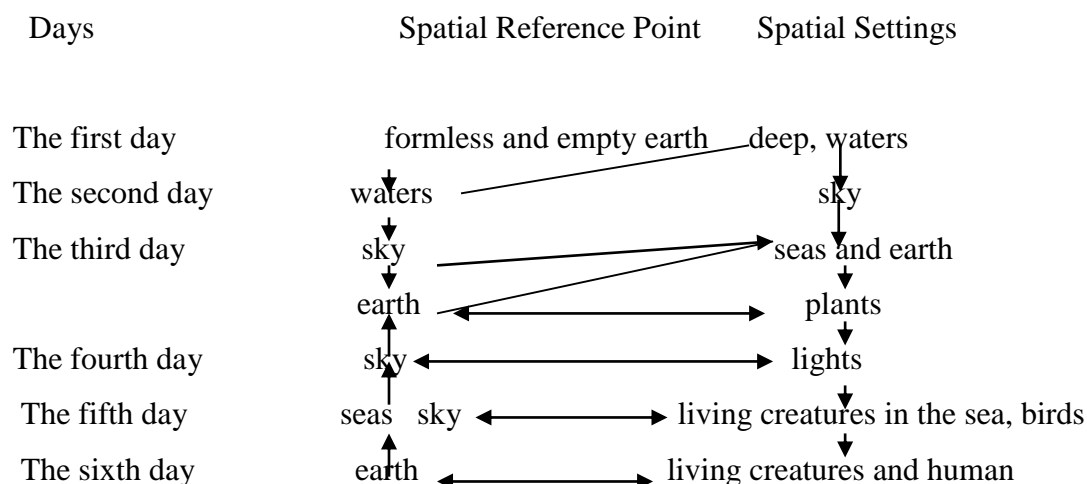 Days Spatial Reference Point Spatial Settings
The first day formless and empty earth deep, waters
The second day waters sky
The third day sky seas and earth
earth plants
The fourth day sky lights
The fifth day seas sky living creatures in the sea, birds
The sixth day earth living creatures and human